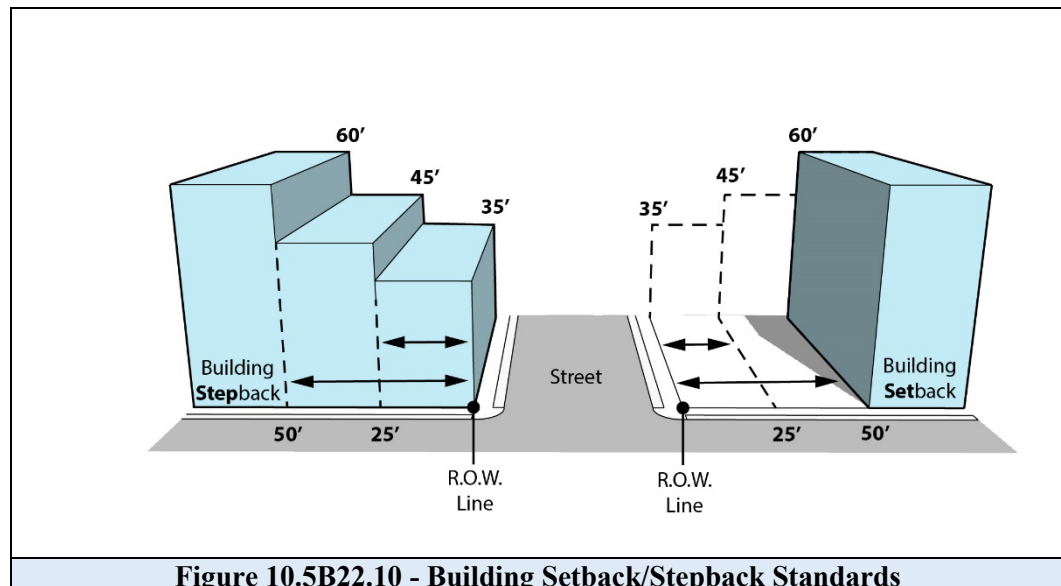 60’
45’
35’
Building
Stepback
50’
25’
R.O.W.
Line
Street
35’
45’
60’
Building
Setback
25’
50’
R.O.W.
Line
Figure 10.5B22.10 - Building Setback/Stepback Standards